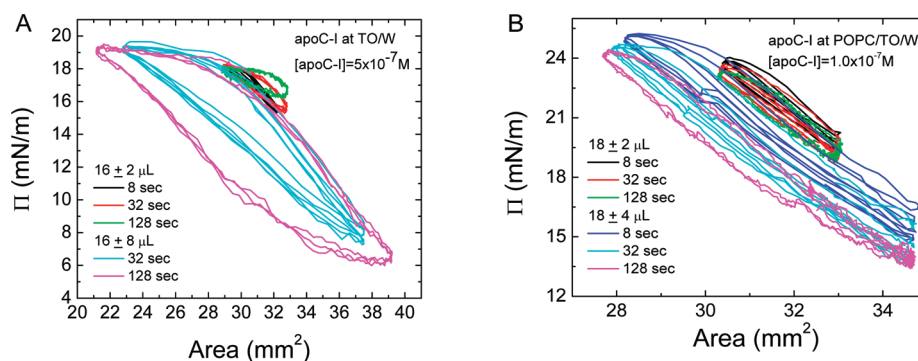 A
apoC-I at TO/W
[apoC-I]=5x10⁻⁷M
Π (mN/m)
20
18
16
14
12
10
8
6
4
16 ± 2 μL
8 sec
32 sec
128 sec
16 ± 8 μL
32 sec
128 sec
20 22 24 26 28 30 32 34 36 38 40
Area (mm²)
B
apoC-I at POPC/TO/W
[apoC-I]=1.0x10⁻⁷M
Π (mN/m)
24
21
18
15
12
18 ± 2 μL
8 sec
32 sec
128 sec
18 ± 4 μL
8 sec
32 sec
128 sec
28 30 32 34
Area (mm²)